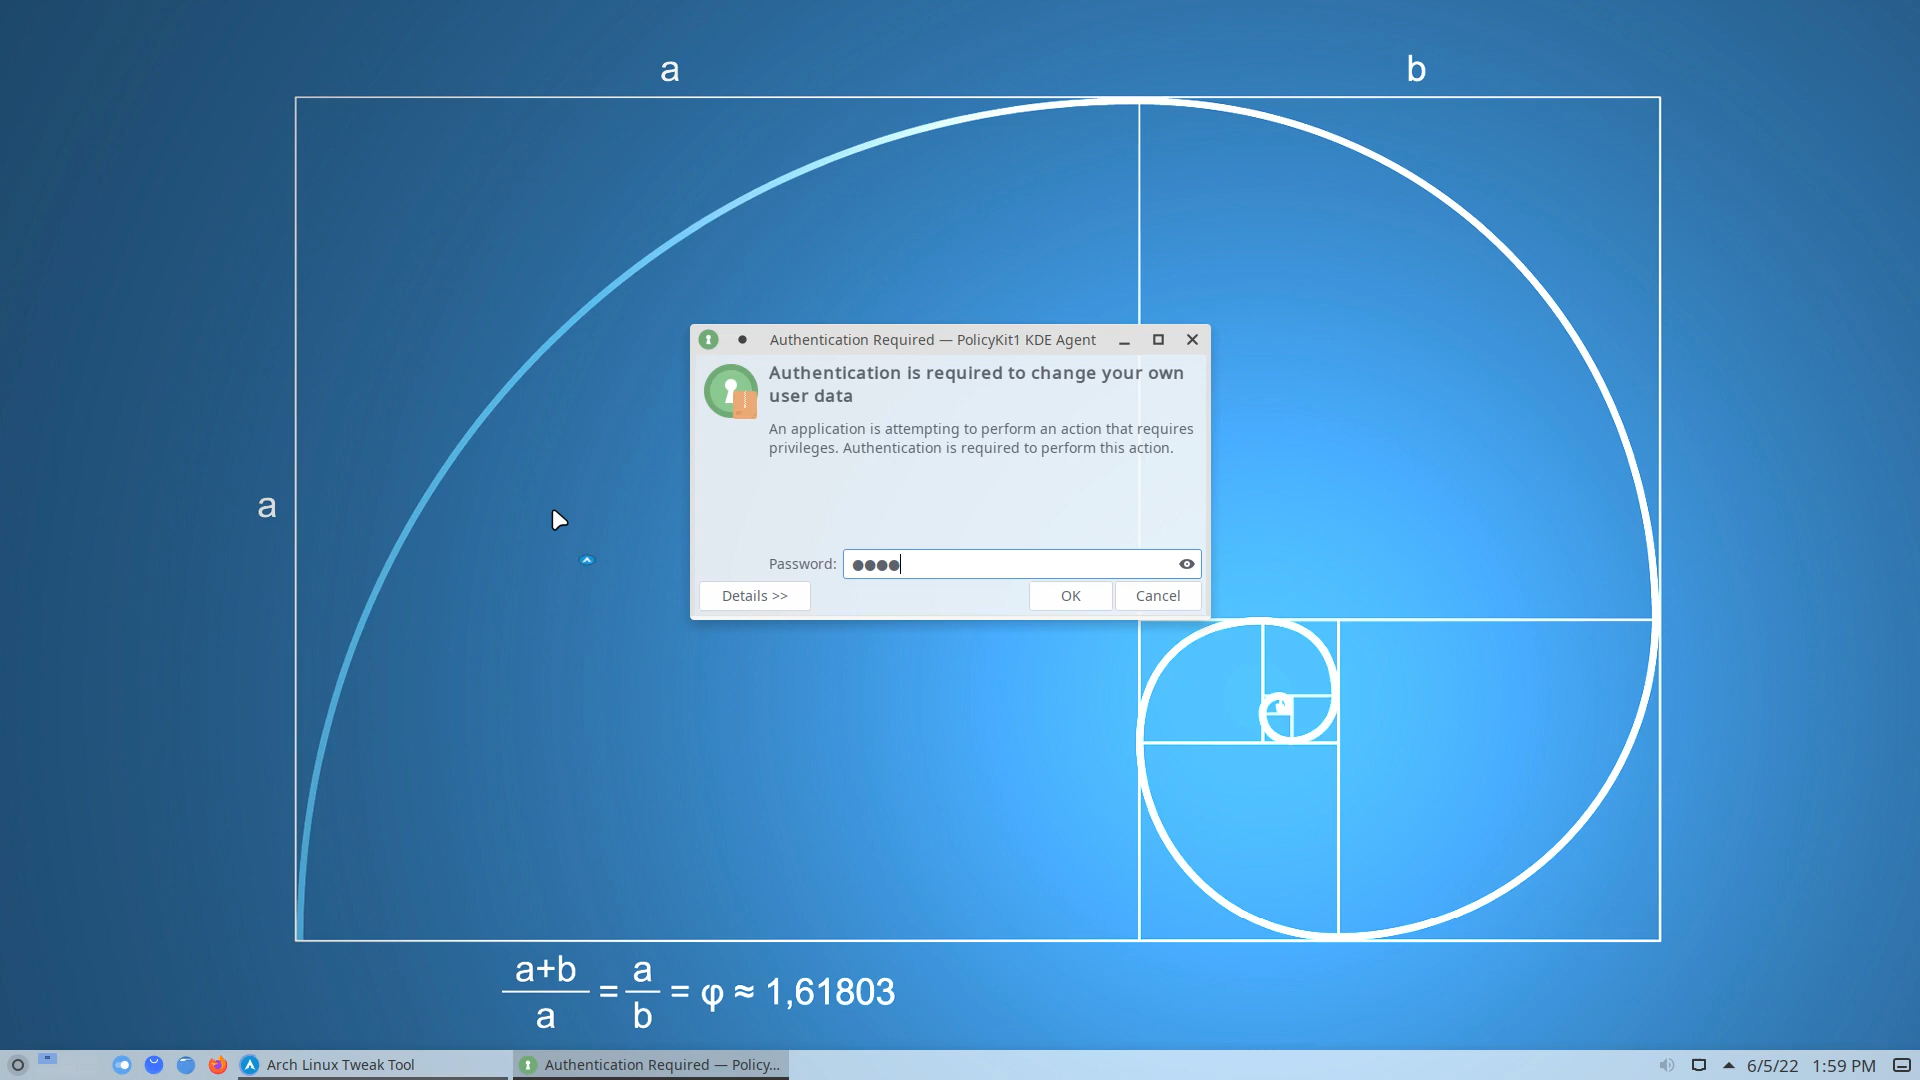 a
b
Authentication Required — PolicyKit1 KDE Agent
Authentication is required to change your own
user data
An application is attempting to perform an action that requires
privileges. Authentication is required to perform this action.
a
Password: ●●●●
Details >>
OK
Cancel
a+b
a
=
a
b
= φ ≈ 1,61803
Arch Linux Tweak Tool
Authentication Required — Policy...
6/5/22
1:59 PM